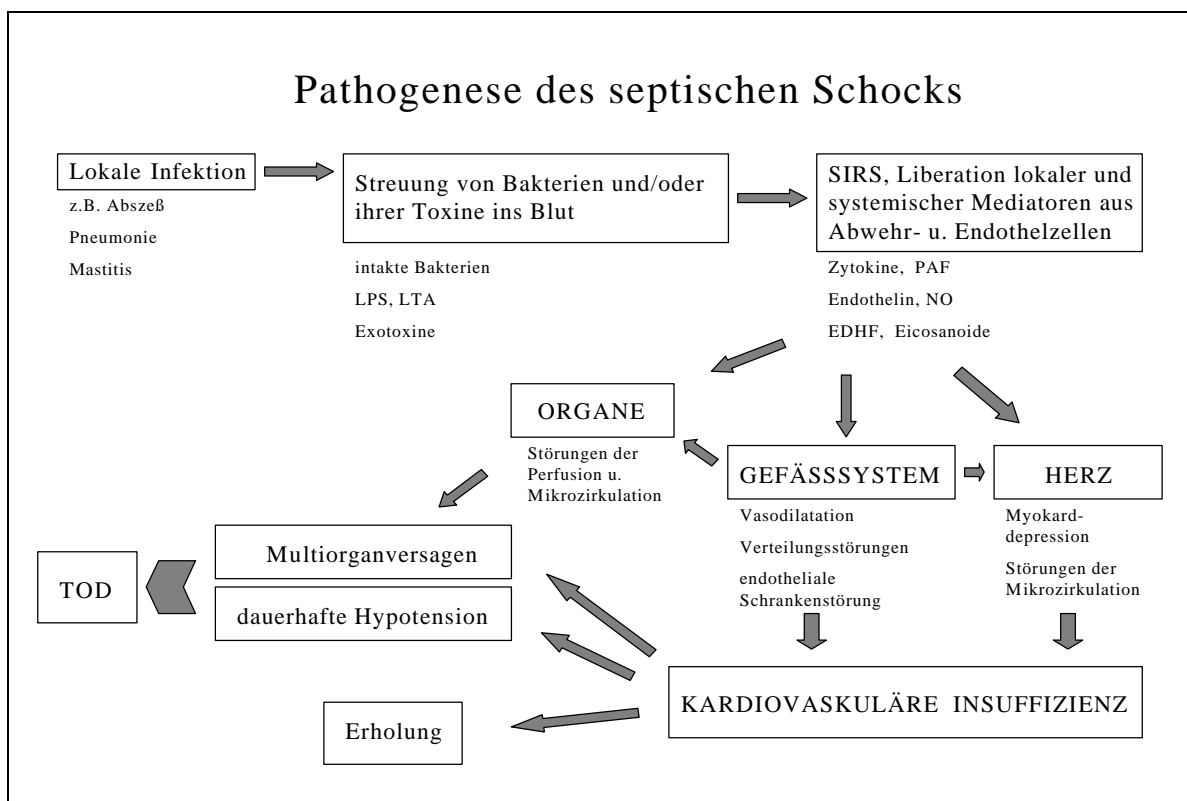 Pathogenese des septischen Schocks
Lokale Infektion
z.B. Abszeß
Pneumonie
Mastitis
Streuung von Bakterien und/oder
ihrer Toxine ins Blut
intakte Bakterien
LPS, LTA
Exotoxine
SIRS, Liberation lokaler und
systemischer Mediatoren aus
Abwehr- u. Endothelzellen
Zytokine, PAF
Endothelin, NO
EDHF, Eicosanoide
ORGANE
Störungen der
Perfusion u.
Mikrozirkulation
GEFÄSSSYSTEM
Vasodilatation
Verteilungsstörungen
endotheliale
Schrankenstörung
HERZ
Myokard-
depression
Störungen der
Mikrozirkulation
Multiorganversagen
dauerhafte Hypotension
TOD
KARDIOVASKULÄRE INSUFFIZIENZ
Erholung